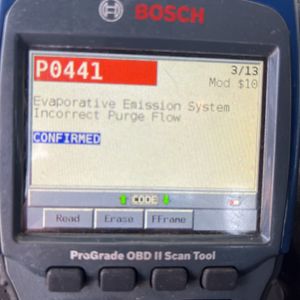 BOSCH
P0441
3/13
Mod $10
Evaporative Emission System
Incorrect Purge Flow
CONFIRMED
CODE
Read Erase FFrame
ProGrade OBD II Scan Tool